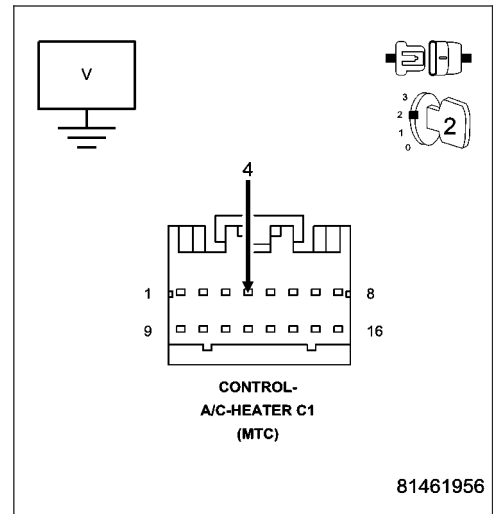 V
3
2
1
0
2
4
1
8
9
16
CONTROL-
A/C-HEATER C1
(MTC)
81461956